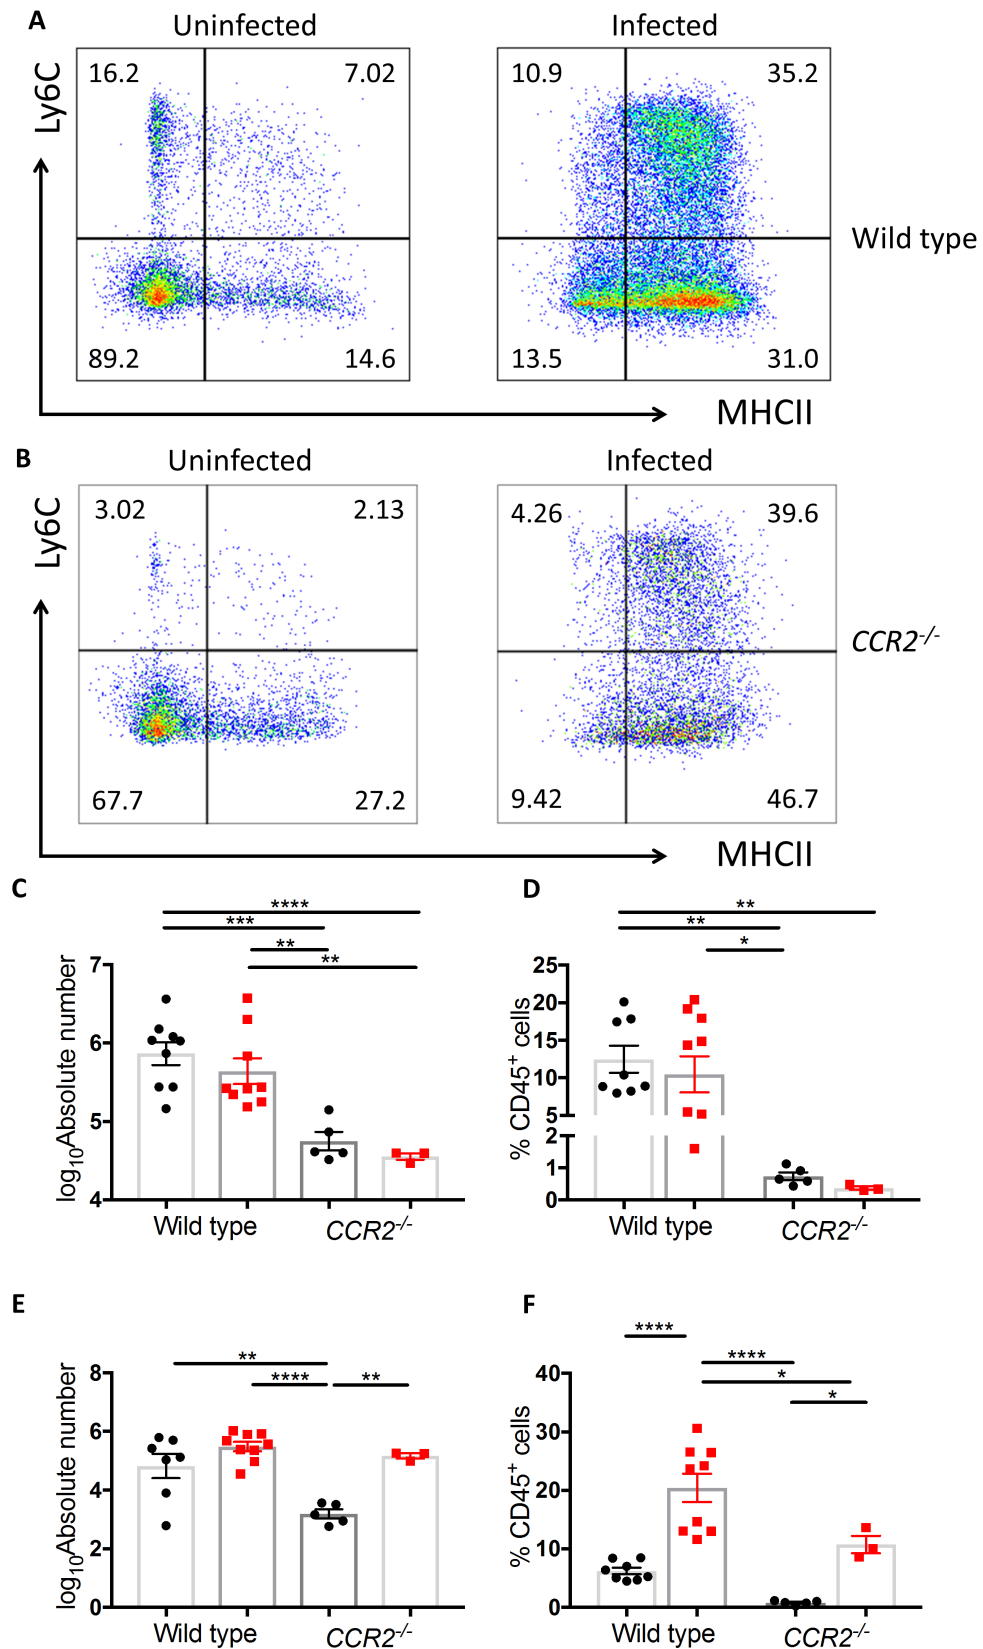 A
Uninfected
Infected
Ly6C
16.2
7.02
10.9
35.2
Wild type
89.2
14.6
13.5
31.0
MHCII
B
Uninfected
Infected
Ly6C
3.02
2.13
4.26
39.6
CCR2-/-
67.7
27.2
9.42
46.7
MHCII
C
****
***
**
**
log10Absolute number
7
6
5
4
Wild type
CCR2-/-
D
**
**
*
% CD45+ cells
25
20
15
10
5
2
1
0
Wild type
CCR2-/-
E
**
****
**
log10Absolute number
8
6
4
2
0
Wild type
CCR2-/-
F
****
****
*
*
% CD45+ cells
40
30
20
10
0
Wild type
CCR2-/-